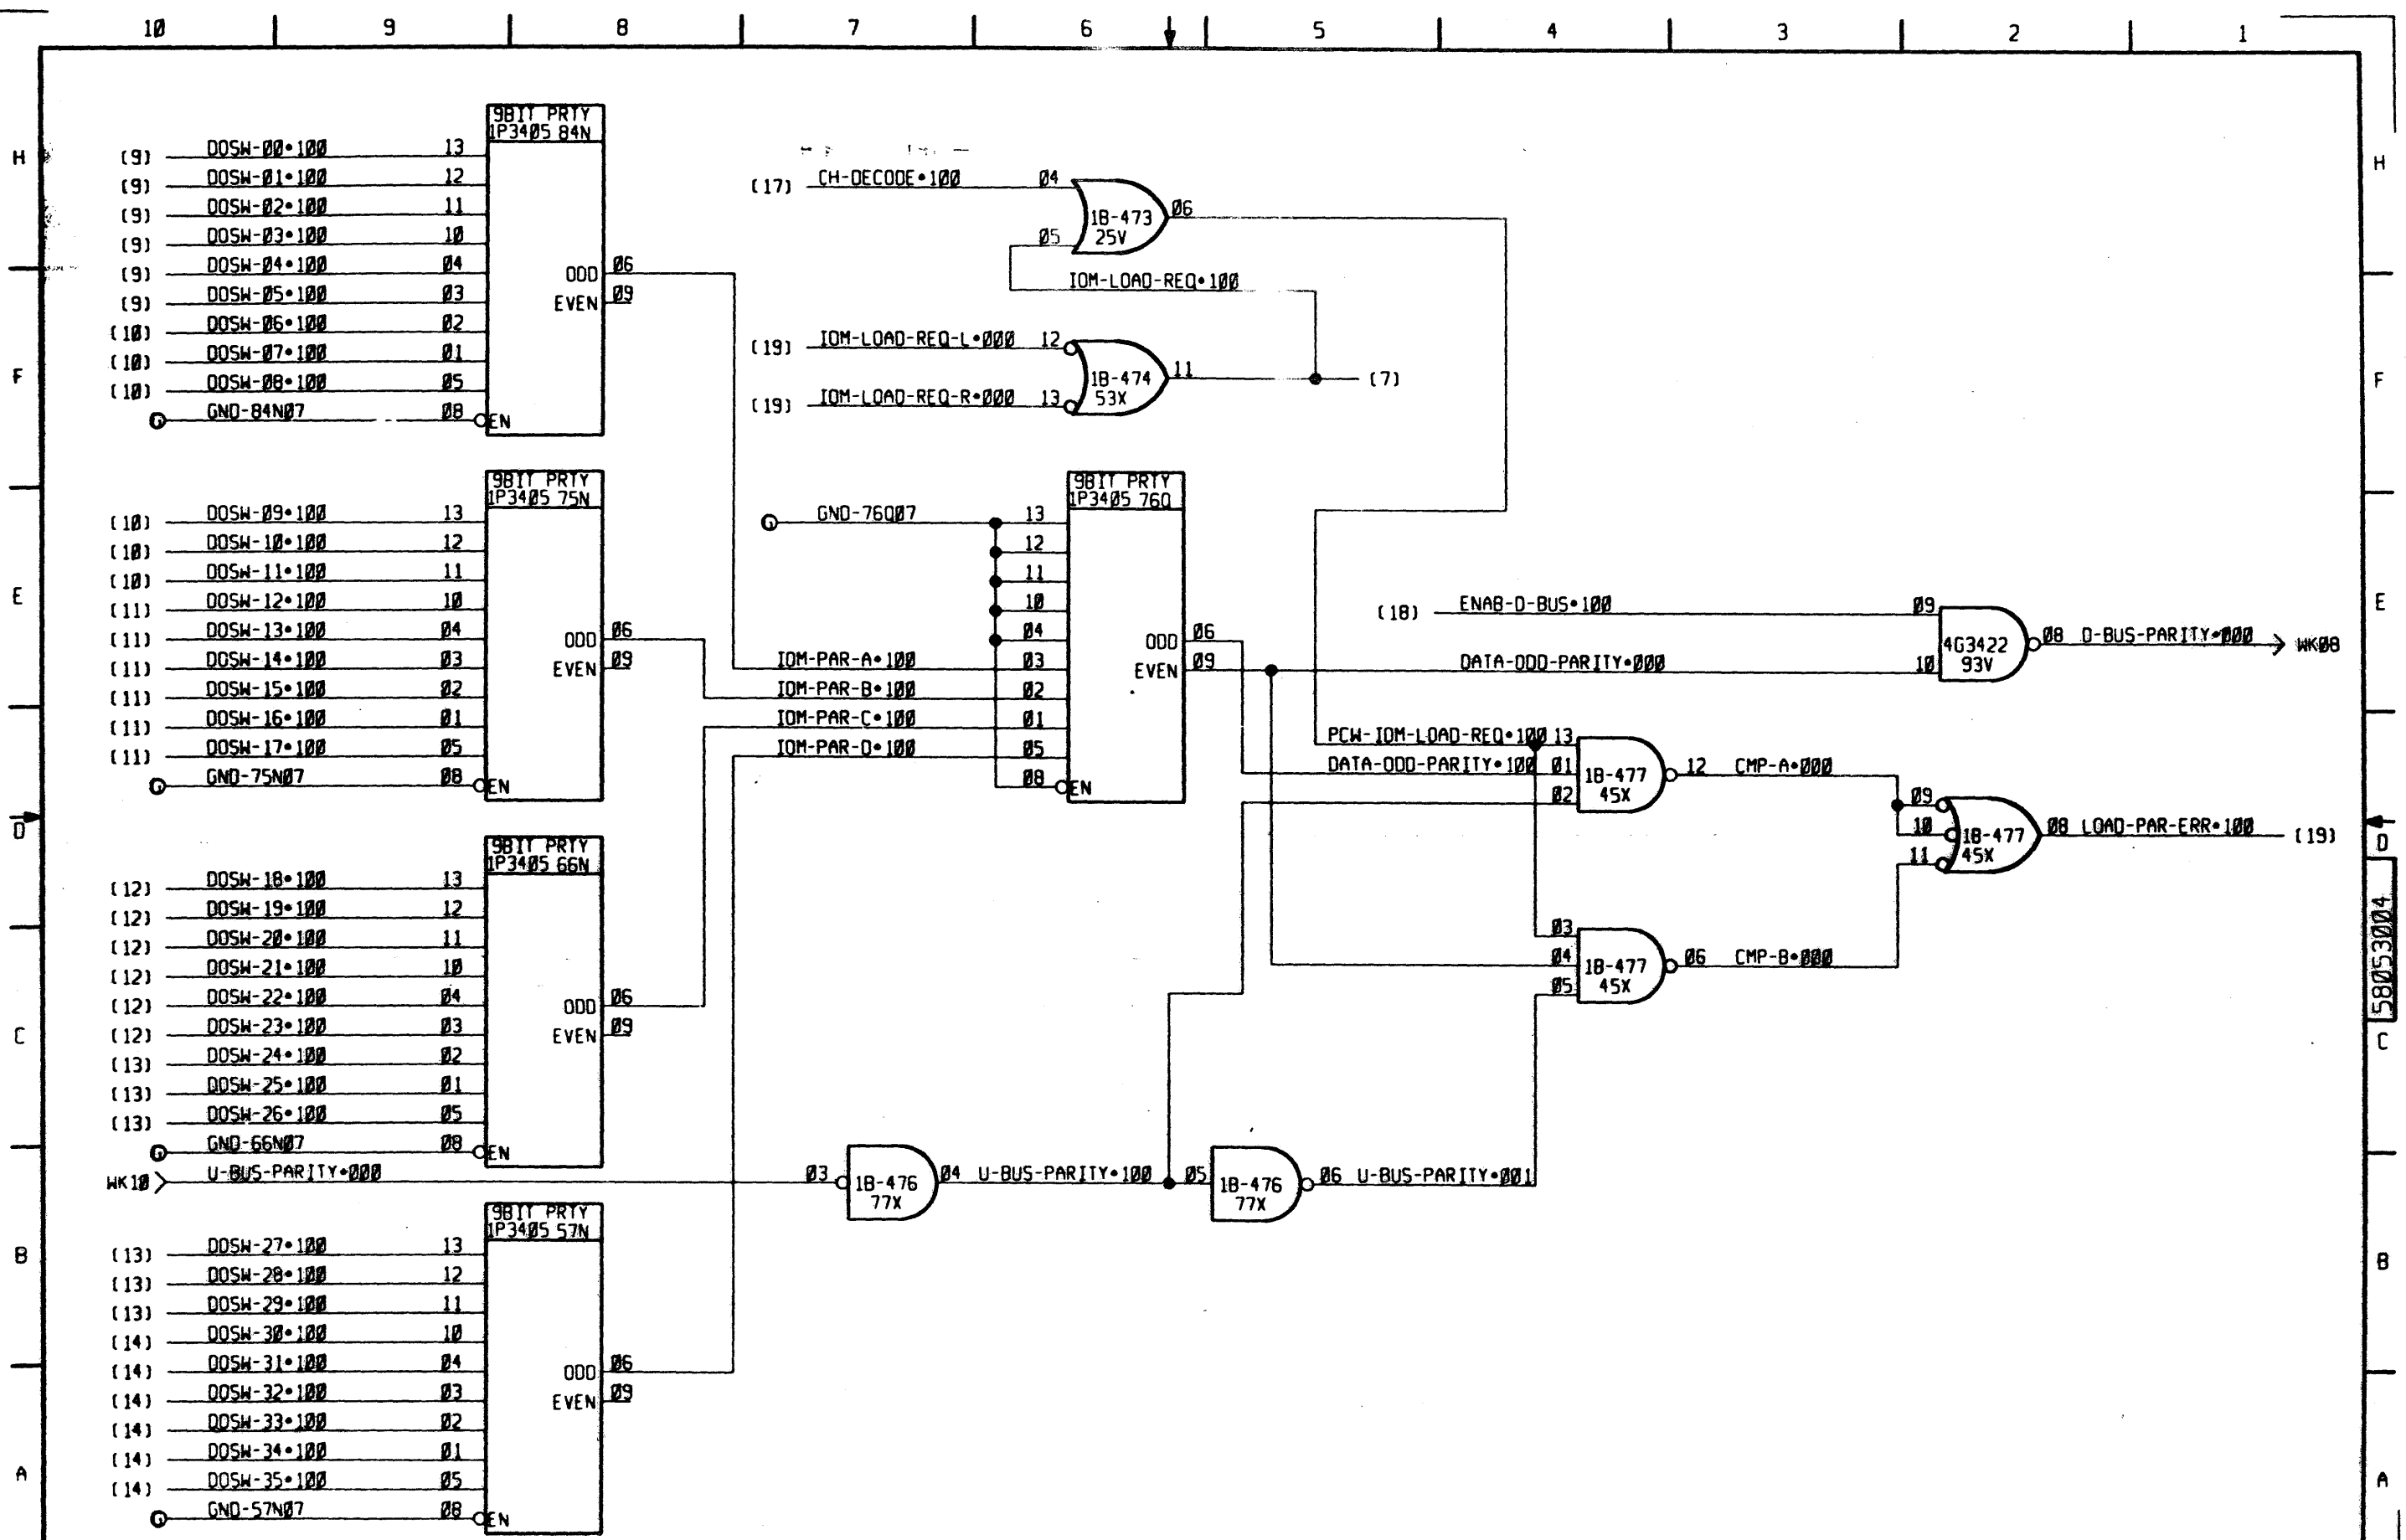 10 9 8 7 6 5 4 3 2 1
H
F
E
D
C
B
A
9BIT PRTY
1P3405 84N
(9) DOSW-00•100 13
(9) DOSW-01•100 12
(9) DOSW-02•100 11
(9) DOSW-03•100 10
(9) DOSW-04•100 04
(9) DOSW-05•100 03
(10) DOSW-06•100 02
(10) DOSW-07•100 01
(10) DOSW-08•100 05
G GND-84N07 08 EN
ODD 06
EVEN 09
9BIT PRTY
1P3405 75N
(10) DOSW-09•100 13
(10) DOSW-10•100 12
(10) DOSW-11•100 11
(11) DOSW-12•100 10
(11) DOSW-13•100 04
(11) DOSW-14•100 03
(11) DOSW-15•100 02
(11) DOSW-16•100 01
(11) DOSW-17•100 05
G GND-75N07 08 EN
ODD 06
EVEN 09
9BIT PRTY
1P3405 66N
(12) DOSW-18•100 13
(12) DOSW-19•100 12
(12) DOSW-20•100 11
(12) DOSW-21•100 10
(12) DOSW-22•100 04
(12) DOSW-23•100 03
(13) DOSW-24•100 02
(13) DOSW-25•100 01
(13) DOSW-26•100 05
G GND-66N07 08 EN
ODD 06
EVEN 09
WK10 U-BUS-PARITY•000 03
1B-476
77X
04 U-BUS-PARITY•100 05
1B-476
77X
06 U-BUS-PARITY•001
9BIT PRTY
1P3405 57N
(13) DOSW-27•100 13
(13) DOSW-28•100 12
(13) DOSW-29•100 11
(14) DOSW-30•100 10
(14) DOSW-31•100 04
(14) DOSW-32•100 03
(14) DOSW-33•100 02
(14) DOSW-34•100 01
(14) DOSW-35•100 05
G GND-57N07 08 EN
ODD 06
EVEN 09
(17) CH-DECODE•100 04
05
1B-473
25V
06
IOM-LOAD-REQ•100
(19) IOM-LOAD-REQ-L•000 12
(19) IOM-LOAD-REQ-R•000 13
1B-474
53X
11
(7)
9BIT PRTY
1P3405 76Q
G GND-76Q07 13
12
11
10
04
IOM-PAR-A•100 03
IOM-PAR-B•100 02
IOM-PAR-C•100 01
IOM-PAR-D•100 05
08 EN
ODD 06
EVEN 09
(18) ENAB-D-BUS•100 09
DATA-ODD-PARITY•000 10
4G3422
93V
08 D-BUS-PARITY•000 WK08
PCW-IOM-LOAD-REQ•100 13
DATA-ODD-PARITY•100 01
02
1B-477
45X
12 CMP-A•000
03
04
05
1B-477
45X
06 CMP-B•000
09
10
11
1B-477
45X
08 LOAD-PAR-ERR•100 (19)
H
F
E
D
58053004
C
B
A